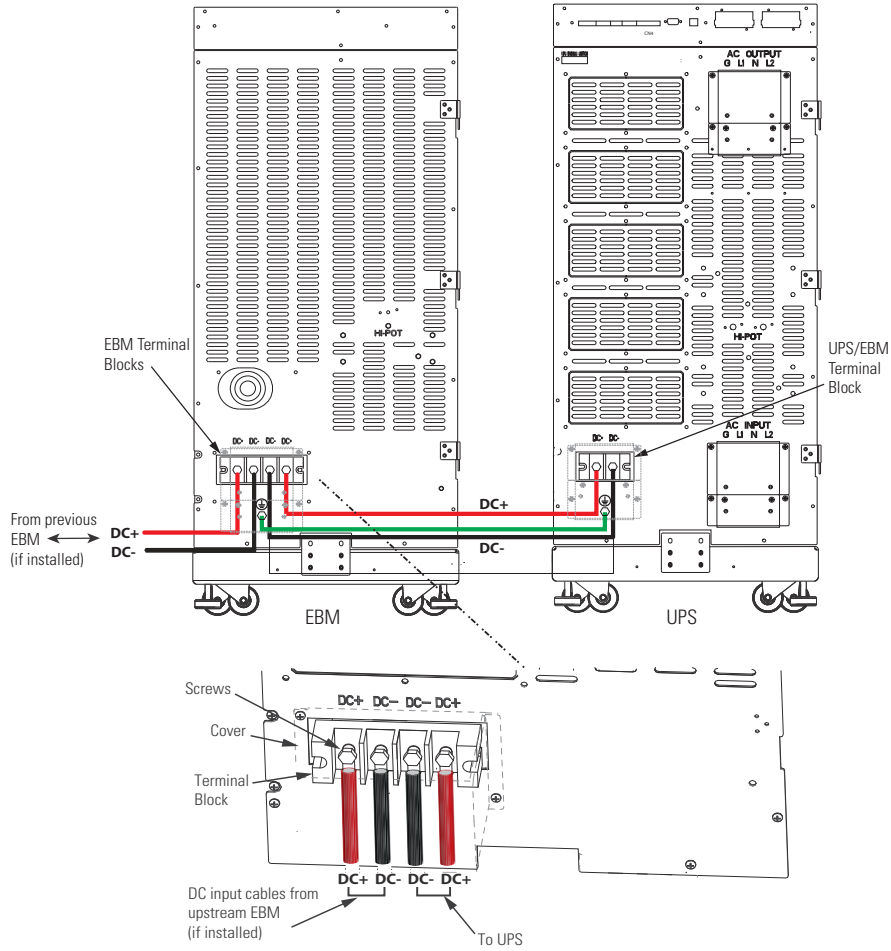 CN4
AC OUTPUT
G L1 N L2
HI-POT
HI-POT
EBM Terminal
Blocks
UPS/EBM
Terminal
Block
AC INPUT
G L1 N L2
DC+ DC- DC- DC+
DC+ DC-
DC+
From previous
EBM
(if installed)
DC+
DC-
DC-
EBM
UPS
Screws
DC+ DC- DC- DC+
Cover
Terminal
Block
DC+ DC- DC- DC+
DC input cables from
upstream EBM
(if installed)
To UPS